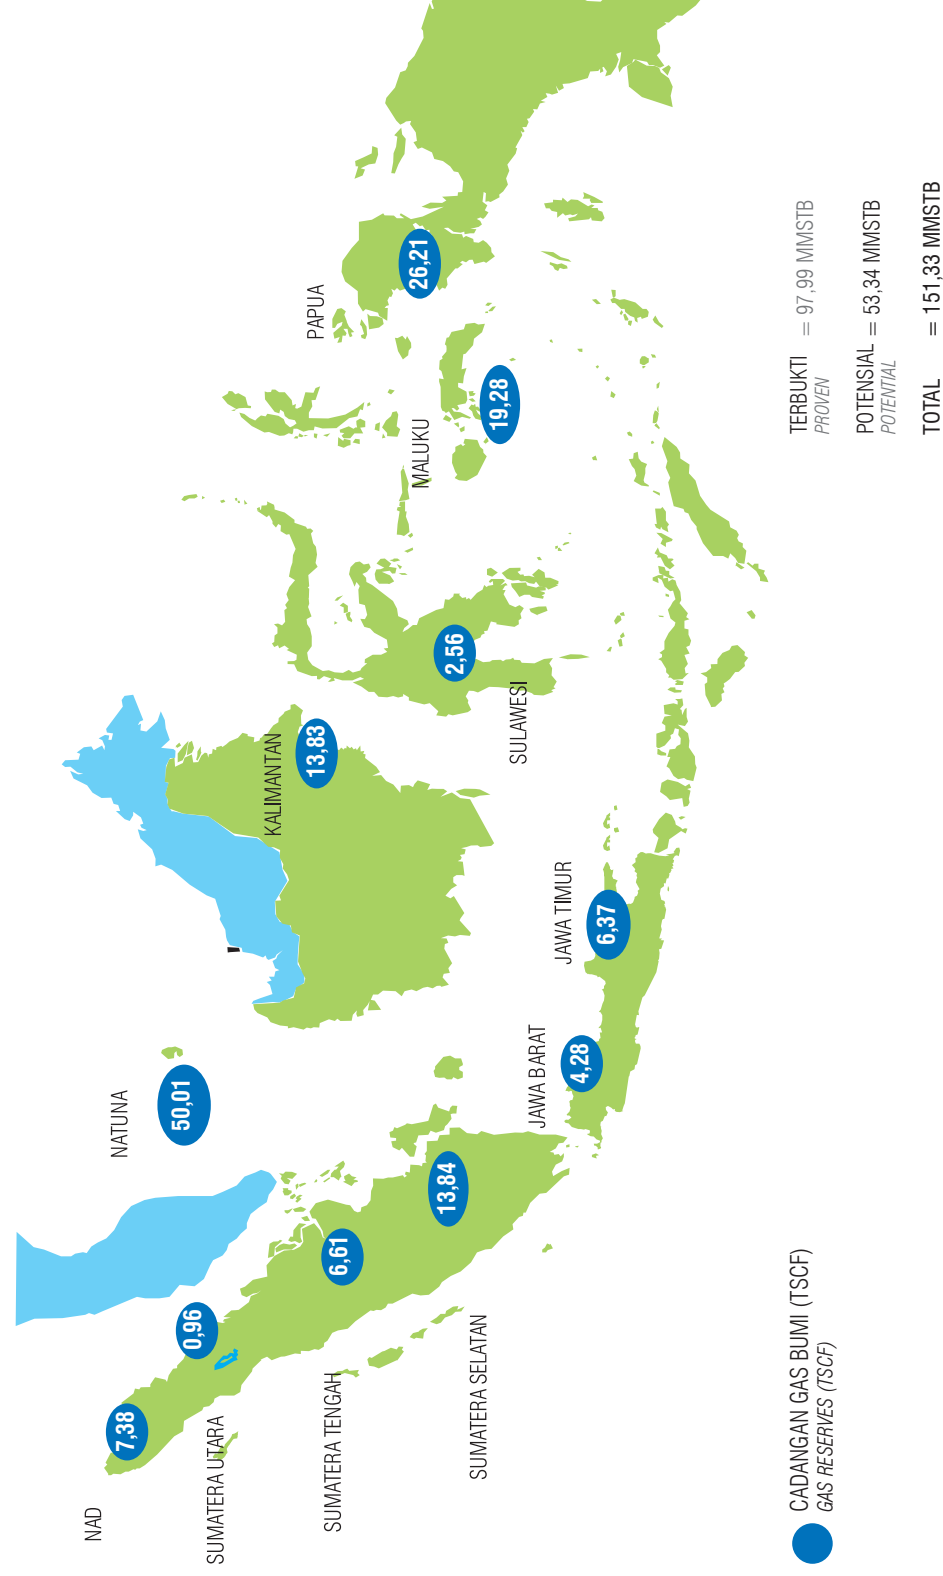 NAD
7,38
SUMATERA UTARA
0,96
SUMATERA TENGAH
6,61
SUMATERA SELATAN
13,84
NATUNA
50,01
JAWA BARAT
4,28
JAWA TIMUR
6,37
KALIMANTAN
13,83
SULAWESI
2,56
MALUKU
19,28
PAPUA
26,21
CADANGAN GAS BUMI (TSCF)
GAS RESERVES (TSCF)
TERBUKTI = 97,99 MMSTB
PROVEN
POTENSIAL = 53,34 MMSTB
POTENTIAL
TOTAL = 151,33 MMSTB